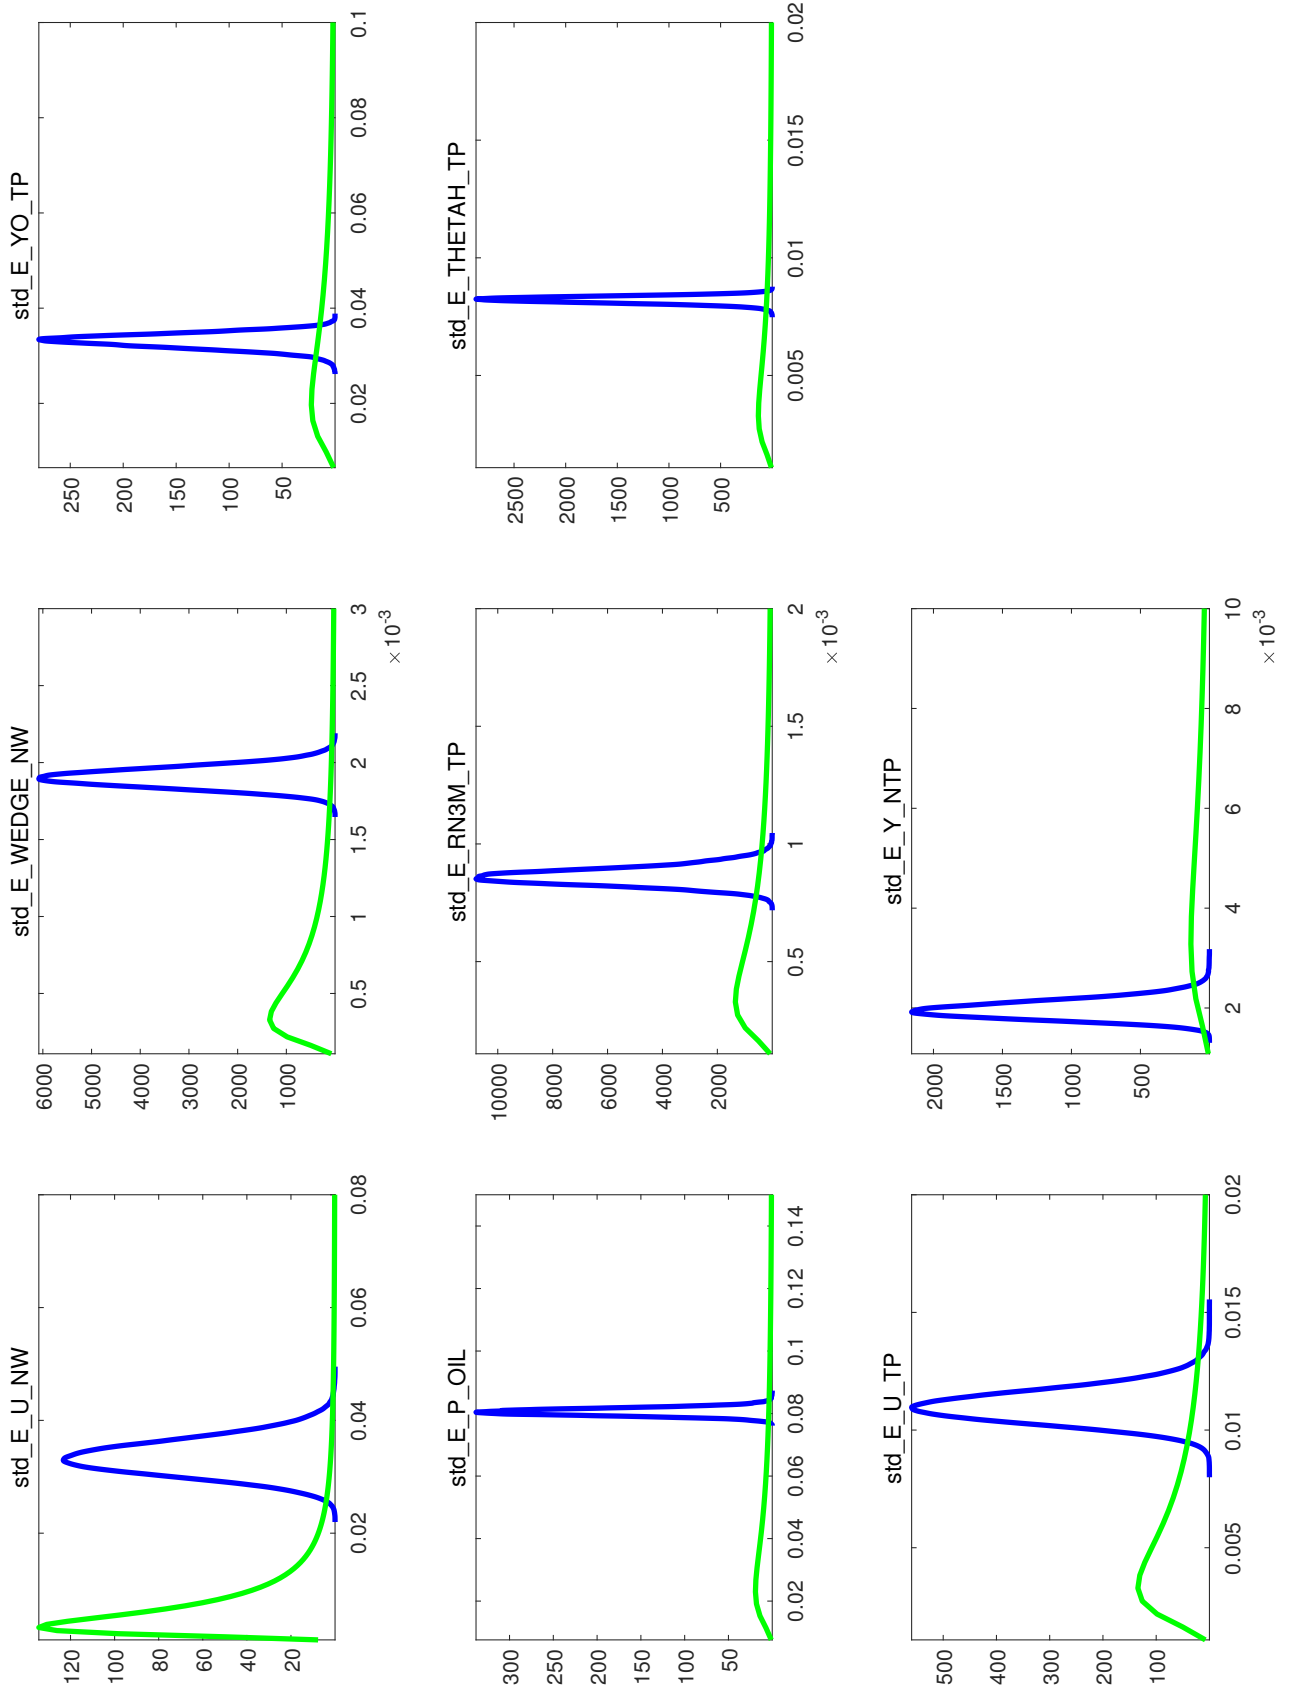 std_E_U_NW
120
100
80
60
40
20
0.02 0.04 0.06 0.08
std_E_WEDGE_NW
6000
5000
4000
3000
2000
1000
0.5 1 1.5 2 2.5 3
×10-3
std_E_YO_TP
250
200
150
100
50
0.02 0.04 0.06 0.08 0.1
std_E_P_OIL
300
250
200
150
100
50
0.02 0.04 0.06 0.08 0.1 0.12 0.14
std_E_RN3M_TP
10000
8000
6000
4000
2000
0.5 1 1.5 2
×10-3
std_E_THETAH_TP
2500
2000
1500
1000
500
0.005 0.01 0.015 0.02
std_E_U_TP
500
400
300
200
100
0.005 0.01 0.015 0.02
std_E_Y_NTP
2000
1500
1000
500
2 4 6 8 10
×10-3